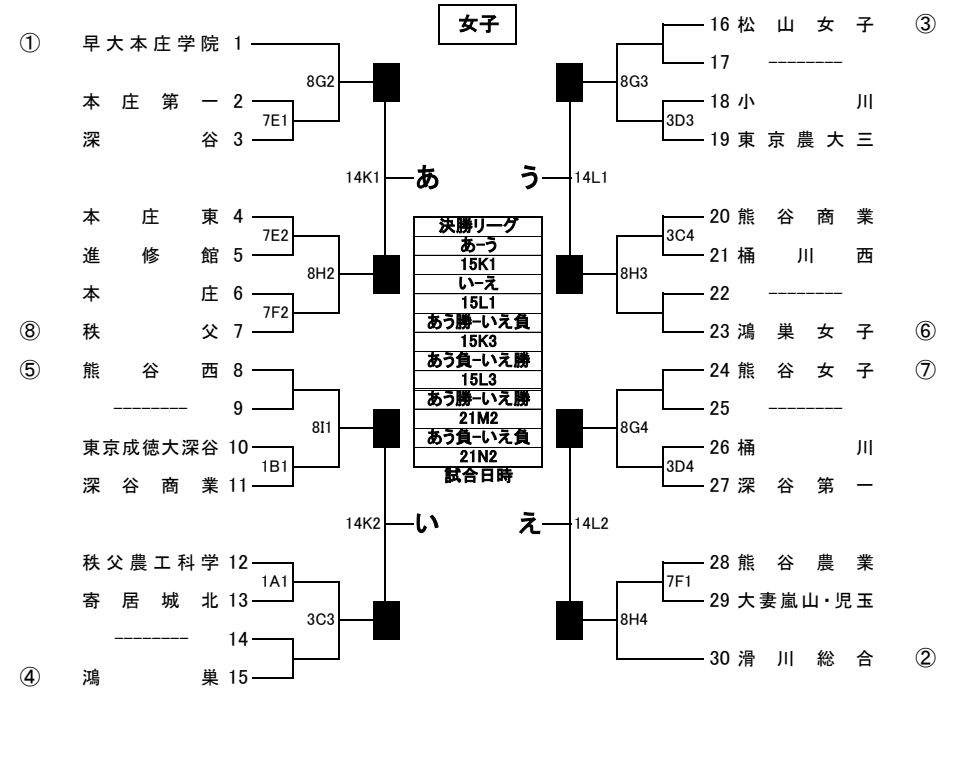 女子
① 早大本庄学院 1
本庄第一 2
深谷 3
本庄東 4
進修館 5
本庄 6
⑧ 秩父 7
⑤ 熊谷西 8
-------- 9
東京成徳大深谷 10
深谷商業 11
秩父農工科学 12
寄居城北 13
-------- 14
④ 鴻巣 15
8G2
7E1
14K1
7E2
8H2
7F2
8I1
1B1
14K2
1A1
3C3
あ
い
う
え
決勝リーグ
あ-う
15K1
い-え
15L1
あう勝-いえ負
15K3
あう負-いえ勝
15L3
あう勝-いえ勝
21M2
あう負-いえ負
21N2
試合日時
8G3
3D3
14L1
3C4
8H3
8G4
3D4
14L2
7F1
8H4
16 松山女子 ③
17 --------
18 小川
19 東京農大三
20 熊谷商業
21 桶川西
22 --------
23 鴻巣女子 ⑥
24 熊谷女子 ⑦
25 --------
26 桶川
27 深谷第一
28 熊谷農業
29 大妻嵐山・児玉
30 滑川総合 ②